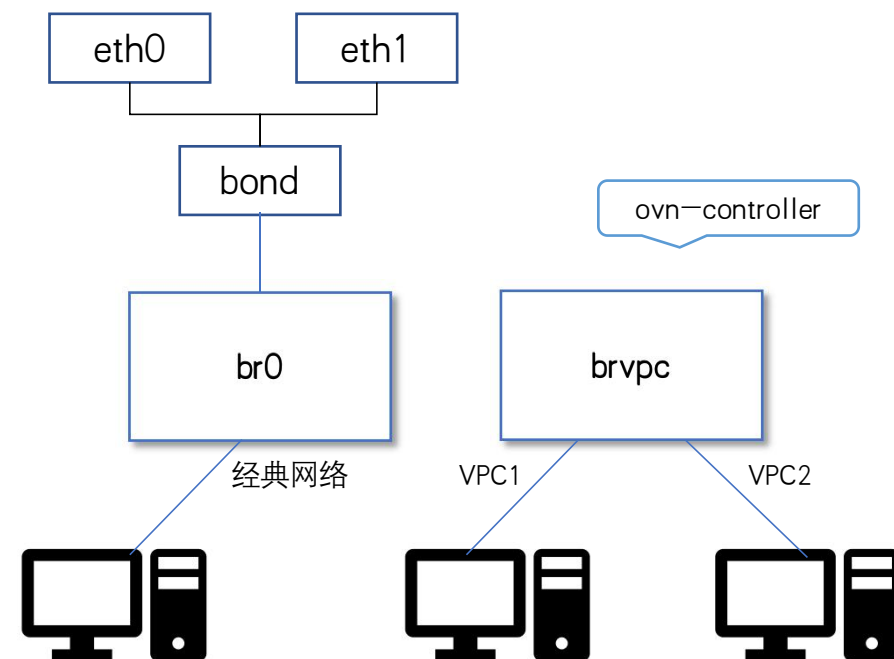 eth0
eth1
bond
ovn-controller
br0
brvpc
经典网络
VPC1
VPC2